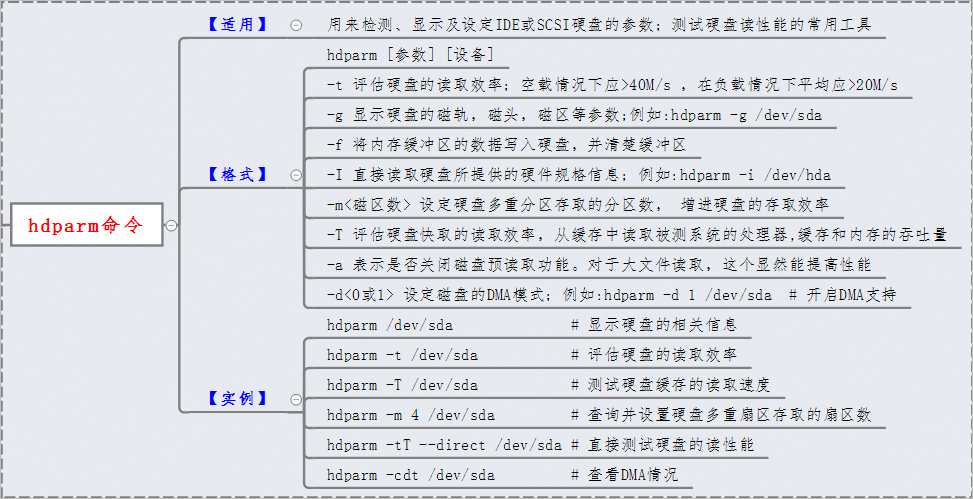 hdparm命令
【适用】
用来检测、显示及设定IDE或SCSI硬盘的参数; 测试硬盘读性能的常用工具
【格式】
hdparm [参数] [设备]
-t 评估硬盘的读取效率; 空载情况下应>40M/s , 在负载情况下平均应>20M/s
-g 显示硬盘的磁轨, 磁头, 磁区等参数;例如:hdparm -g /dev/sda
-f 将内存缓冲区的数据写入硬盘, 并清楚缓冲区
-I 直接读取硬盘所提供的硬件规格信息; 例如:hdparm -i /dev/hda
-m<磁区数> 设定硬盘多重分区存取的分区数, 增进硬盘的存取效率
-T 评估硬盘快取的读取效率, 从缓存中读取被测系统的处理器,缓存和内存的吞吐量
-a 表示是否关闭磁盘预读取功能。对于大文件读取, 这个显然能提高性能
-d<0或1> 设定磁盘的DMA模式; 例如:hdparm -d 1 /dev/sda # 开启DMA支持
【实例】
hdparm /dev/sda # 显示硬盘的相关信息
hdparm -t /dev/sda # 评估硬盘的读取效率
hdparm -T /dev/sda # 测试硬盘缓存的读取速度
hdparm -m 4 /dev/sda # 查询并设置硬盘多重扇区存取的扇区数
hdparm -tT --direct /dev/sda # 直接测试硬盘的读性能
hdparm -cdt /dev/sda # 查看DMA情况